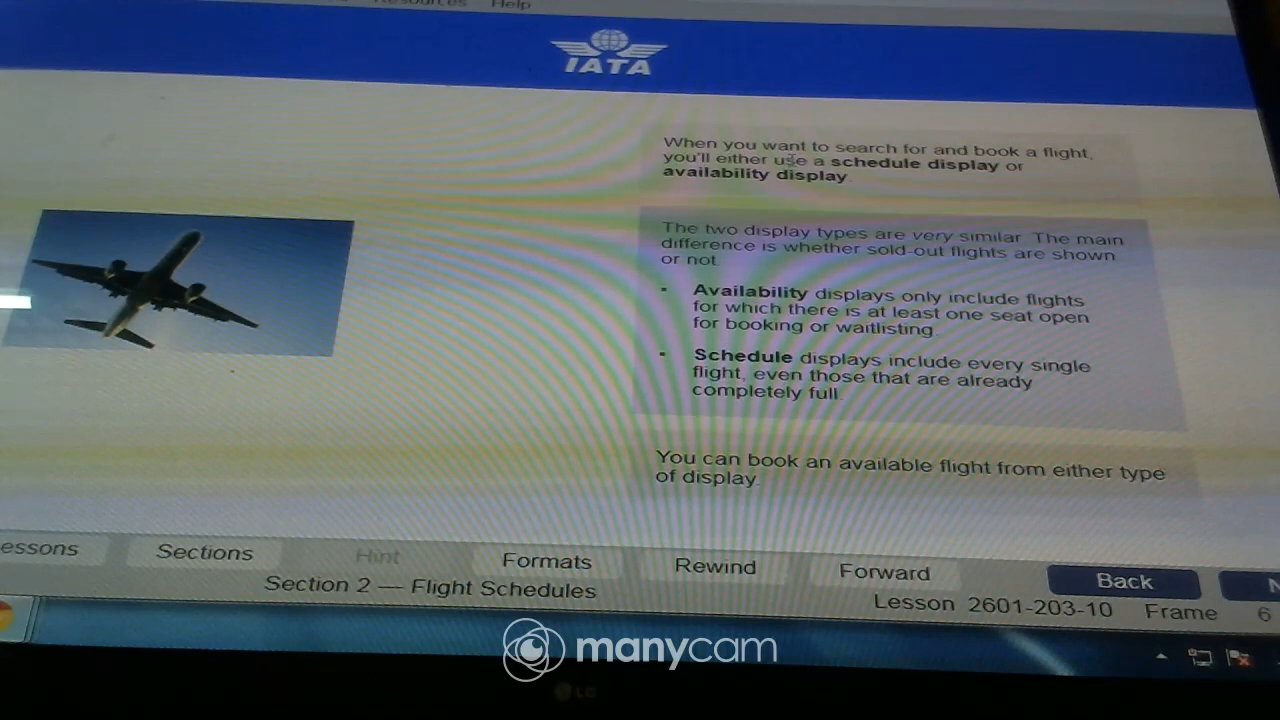 Help
IATA
When you want to search for and book a flight,
you'll either use a schedule display or
availability display.
The two display types are very similar. The main
difference is whether sold-out flights are shown
or not.
▪ Availability displays only include flights
for which there is at least one seat open
for booking or waitlisting.
▪ Schedule displays include every single
flight, even those that are already
completely full.
You can book an available flight from either type
of display.
essons Sections Hint Formats Rewind Forward Back N
Section 2 — Flight Schedules
Lesson 2601-203-10 Frame 6
manycam
LG